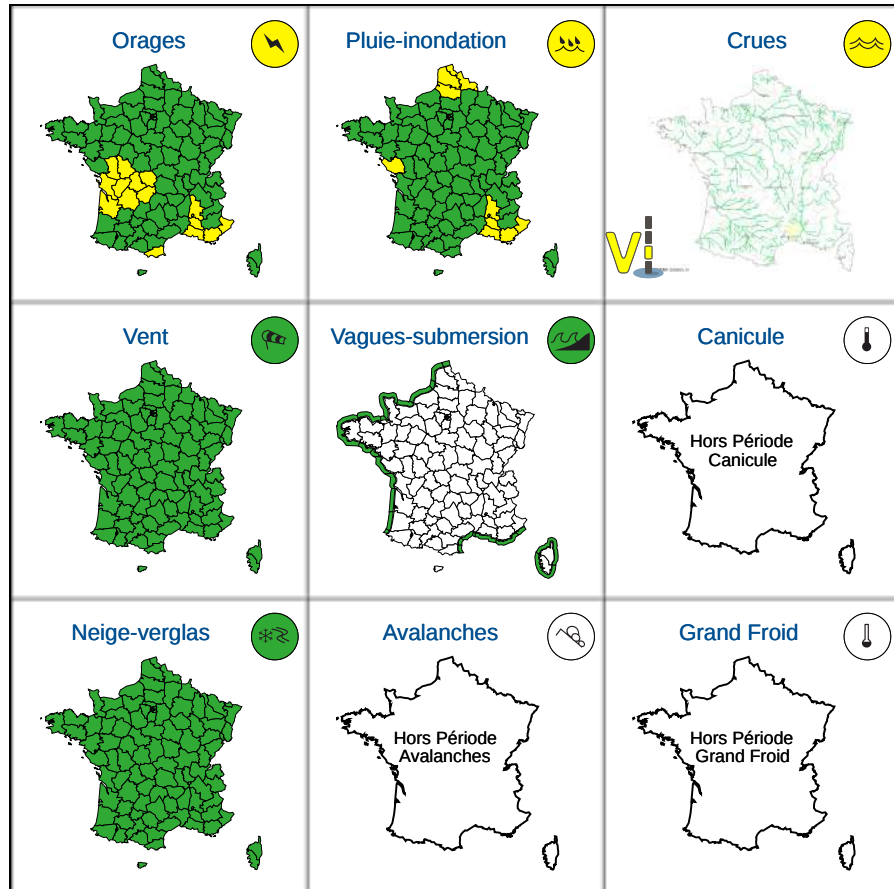 Orages
Pluie-inondation
Crues
Vi
Vent
Vagues-submersion
Canicule
Hors Période
Canicule
Neige-verglas
Avalanches
Hors Période
Avalanches
Grand Froid
Hors Période
Grand Froid